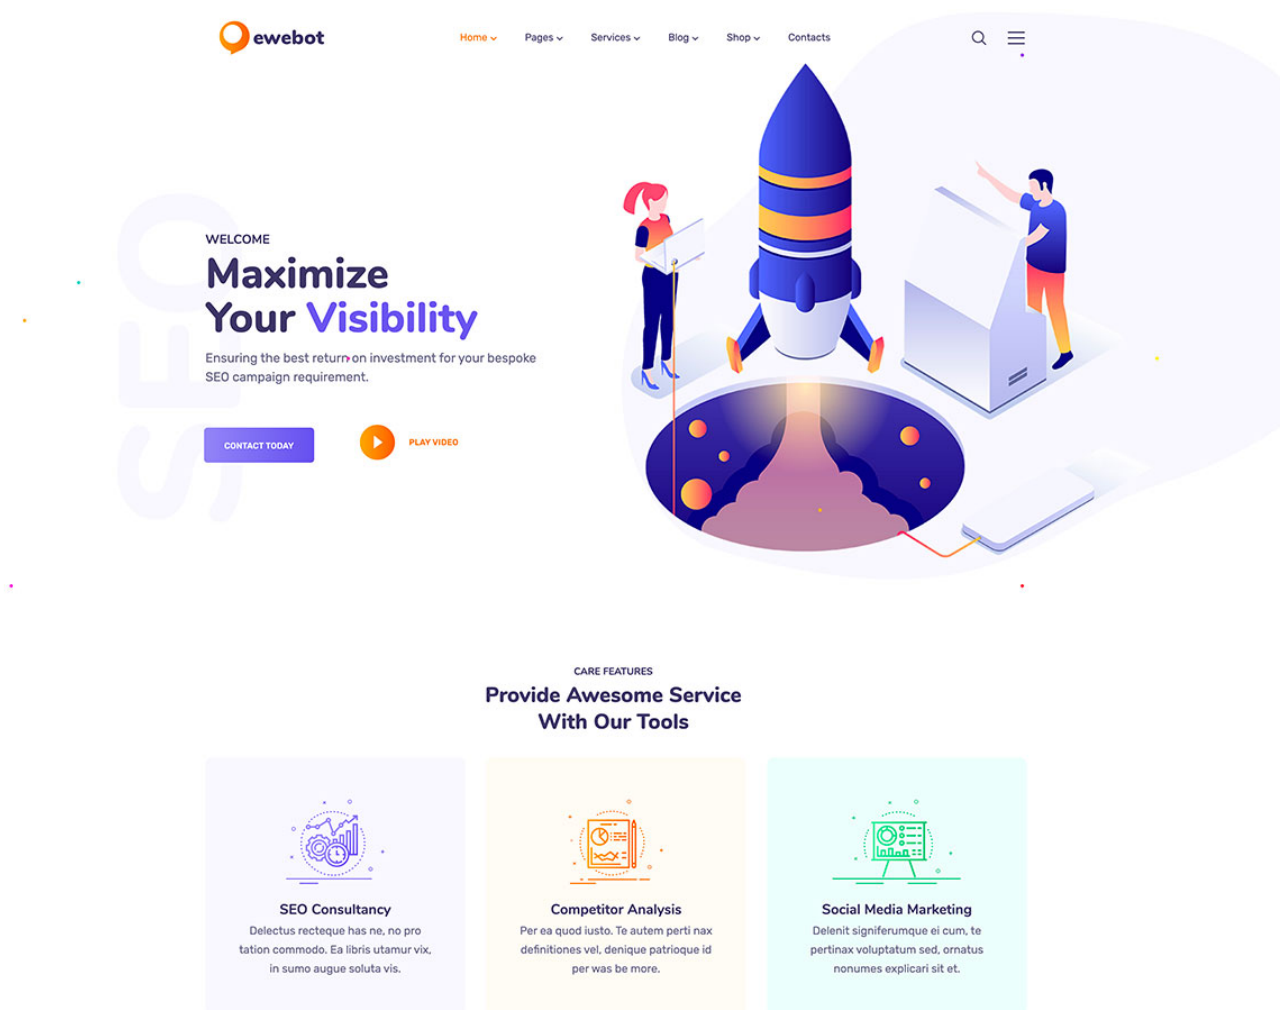 ewebot
Home
Pages
Services
Blog
Shop
Contacts
SEO
WELCOME
Maximize
Your Visibility
Ensuring the best return on investment for your bespoke
SEO campaign requirement.
CONTACT TODAY
PLAY VIDEO
CARE FEATURES
Provide Awesome Service
With Our Tools
SEO Consultancy
Delectus recteque has ne, no pro
tation commodo. Ea libris utamur vix,
in sumo augue soluta vis.
Competitor Analysis
Per ea quod iusto. Te autem perti nax
definitiones vel, denique patrioque id
per was be more.
Social Media Marketing
Delenit signiferumque ei cum, te
pertinax voluptatum sed, ornatus
nonumes explicari sit et.